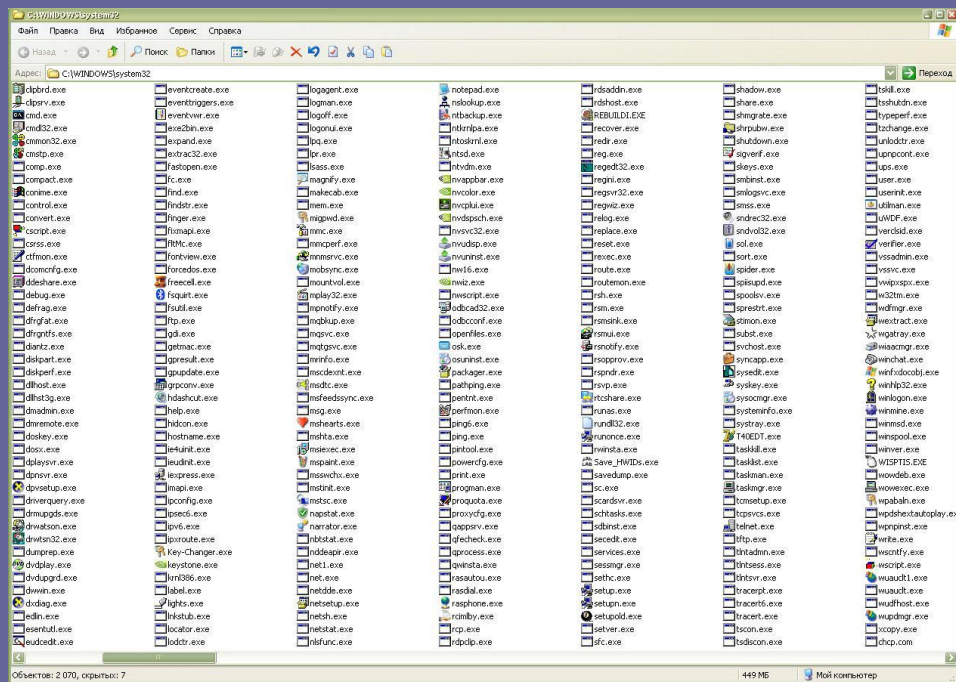 C:\WINDOWS\system32
Файл Правка Вид Избранное Сервис Справка
Назад Поиск Папки
Адрес: C:\WINDOWS\system32 Переход
clipbrd.exe eventcreate.exe logagent.exe notepad.exe rdsaddin.exe shadow.exe tskill.exe
clipsrv.exe eventtriggers.exe logman.exe nslookup.exe rdshost.exe share.exe tsshutdn.exe
cmd.exe eventvwr.exe logoff.exe ntbackup.exe REBUILDI.EXE shmgrate.exe typeperf.exe
cmdl32.exe exe2bin.exe logonui.exe ntkrnlpa.exe recover.exe shrpubw.exe tzchange.exe
cmmon32.exe expand.exe lpq.exe ntoskrnl.exe redir.exe shutdown.exe unlodctr.exe
cmstp.exe extrac32.exe lpr.exe ntsd.exe reg.exe sigverif.exe upnpcont.exe
comp.exe fastopen.exe lsass.exe ntvdm.exe regedt32.exe skeys.exe ups.exe
compact.exe fc.exe magnify.exe nvappbar.exe regini.exe smbinst.exe user.exe
conime.exe find.exe makecab.exe nvcolor.exe regsvr32.exe smlogsvc.exe userinit.exe
control.exe findstr.exe mem.exe nvcplui.exe regwiz.exe smss.exe utilman.exe
convert.exe finger.exe migpwd.exe nvdspsch.exe relog.exe sndrec32.exe uWDF.exe
cscript.exe fixmapi.exe mmc.exe nvsvc32.exe replace.exe sndvol32.exe verclsid.exe
csrss.exe fltMc.exe mmcperf.exe nvudisp.exe reset.exe sol.exe verifier.exe
ctfmon.exe fontview.exe mnmsrvc.exe nvuninst.exe rexec.exe sort.exe vssadmin.exe
dcomcnfg.exe forcedos.exe mobsync.exe nw16.exe route.exe spider.exe vssvc.exe
ddeshare.exe freecell.exe mountvol.exe nwiz.exe routemon.exe spiisupd.exe vwipxspx.exe
debug.exe fsquirt.exe mplay32.exe nwscript.exe rsh.exe spoolsv.exe w32tm.exe
defrag.exe fsutil.exe mpnotify.exe odbcad32.exe rsm.exe sprestrt.exe wdfmgr.exe
dfrgfat.exe ftp.exe mqbkup.exe odbcconf.exe rsmsink.exe stimon.exe wextract.exe
dfrgntfs.exe gdi.exe mqsvc.exe openfiles.exe rsmui.exe subst.exe wgatray.exe
diantz.exe getmac.exe mqtgsvc.exe osk.exe rsnotify.exe svchost.exe wiaacmgr.exe
diskpart.exe gpresult.exe mrinfo.exe osuninst.exe rsopprov.exe syncapp.exe winchat.exe
diskperf.exe gpupdate.exe mscdexnt.exe packager.exe rspndr.exe sysedit.exe winfxdocobj.exe
dllhost.exe grpconv.exe msdtc.exe pathping.exe rsvp.exe syskey.exe winhlp32.exe
dllhst3g.exe hdashcut.exe msfeedssync.exe pentnt.exe rtcshare.exe sysocmgr.exe winlogon.exe
dmadmin.exe help.exe msg.exe perfmon.exe runas.exe systeminfo.exe winmine.exe
dmremote.exe hidcon.exe mshearts.exe ping6.exe rundll32.exe systray.exe winmsd.exe
doskey.exe hostname.exe mshta.exe ping.exe runonce.exe T40EDT.exe winspool.exe
dosx.exe ie4uinit.exe msiexec.exe pintool.exe rwinsta.exe taskkill.exe winver.exe
dplaysvr.exe ieudinit.exe mspaint.exe powercfg.exe Save_HWIDs.exe tasklist.exe WISPTIS.EXE
dpnsvr.exe iexpress.exe msswchx.exe print.exe savedump.exe taskman.exe wowdeb.exe
dpvsetup.exe imapi.exe mstinit.exe progman.exe sc.exe taskmgr.exe wowexec.exe
driverquery.exe ipconfig.exe mstsc.exe proquota.exe scardsvr.exe tcmsetup.exe wpabaln.exe
drmupgds.exe ipsec6.exe napstat.exe proxycfg.exe schtasks.exe tcpsvcs.exe wpdshextautoplay.ex
drwatson.exe ipv6.exe narrator.exe qappsrv.exe sdbinst.exe telnet.exe wpnpinst.exe
drwtsn32.exe ipxroute.exe nbtstat.exe qfecheck.exe secedit.exe tftp.exe write.exe
dumprep.exe Key-Changer.exe nddeapir.exe qprocess.exe services.exe tlntadmn.exe wscntfy.exe
dvdplay.exe keystone.exe net1.exe qwinsta.exe sessmgr.exe tlntsess.exe wscript.exe
dvdupgrd.exe krnl386.exe net.exe rasautou.exe sethc.exe tlntsvr.exe wuauclt1.exe
dwwin.exe label.exe netdde.exe rasdial.exe setup.exe tracerpt.exe wuauclt.exe
dxdiag.exe lights.exe netsetup.exe rasphone.exe setupn.exe tracert6.exe wudfhost.exe
edlin.exe lnkstub.exe netsh.exe rcimlby.exe setupold.exe tracert.exe wupdmgr.exe
esentutl.exe locator.exe netstat.exe rcp.exe setver.exe tscon.exe xcopy.exe
eudcedit.exe lodctr.exe nlsfunc.exe rdpclip.exe sfc.exe tsdiscon.exe chcp.com
Объектов: 2 070, скрытых: 7 449 МБ Мой компьютер